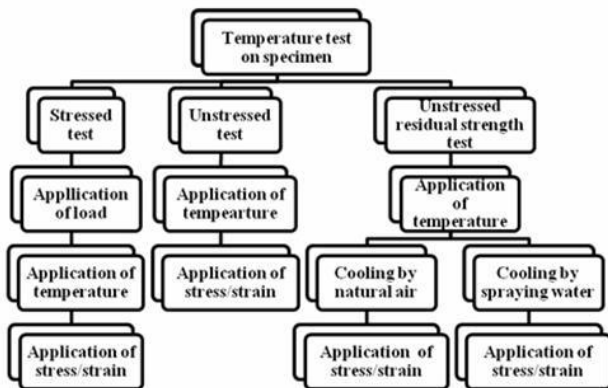 Temperature test
on specimen
Stressed
test
Unstressed
test
Unstressed
residual strength
test
Appllication
of load
Application of
tempearture
Application
of
temperature
Application of
temperature
Application of
stress/strain
Cooling by
natural air
Cooling by
spraying water
Application of
stress/strain
Application of
stress/strain
Application of
stress/strain